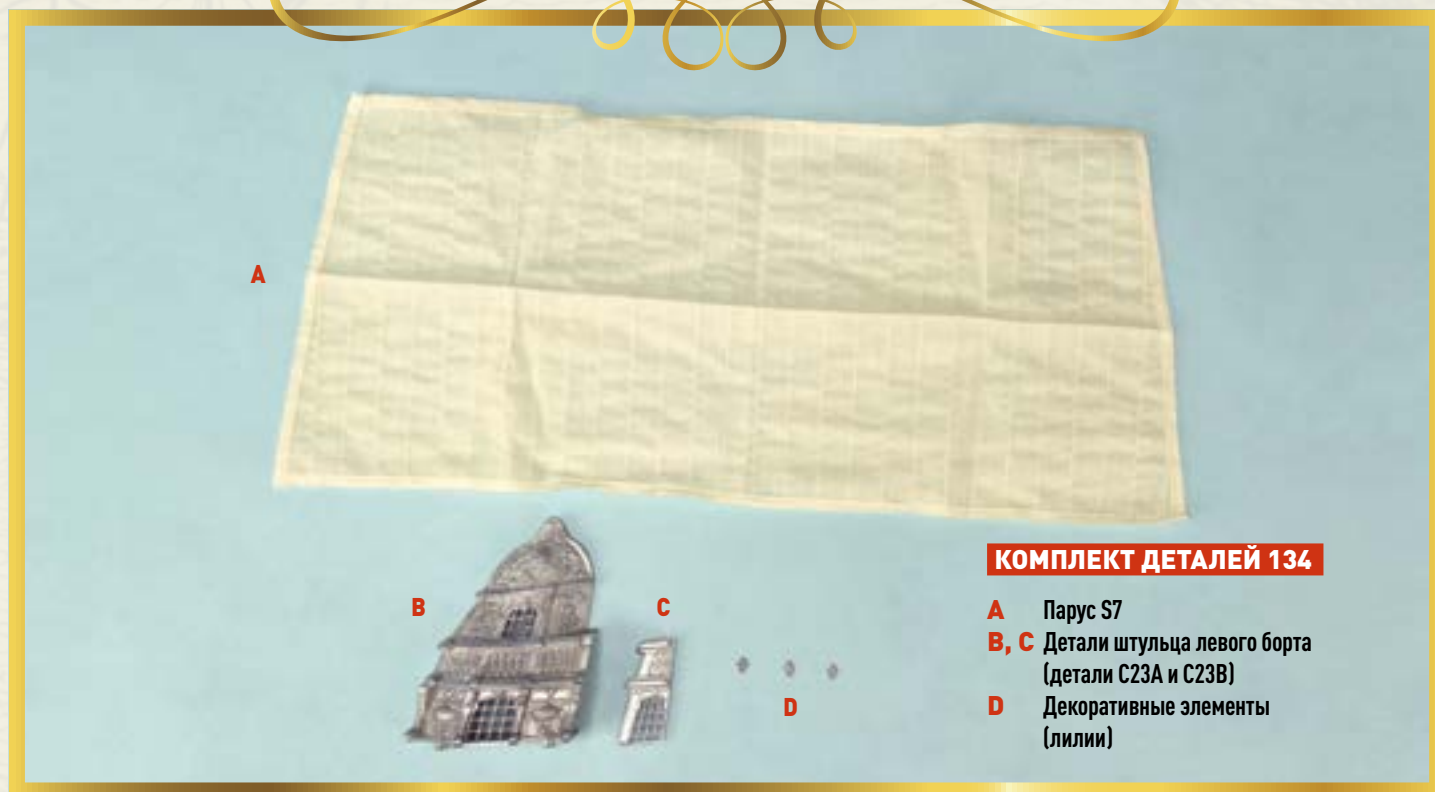 A
B
C
D
КОМПЛЕКТ ДЕТАЛЕЙ 134
A Парус S7
B, C Детали штульца левого борта
(детали C23A и C23B)
D Декоративные элементы
(лилии)